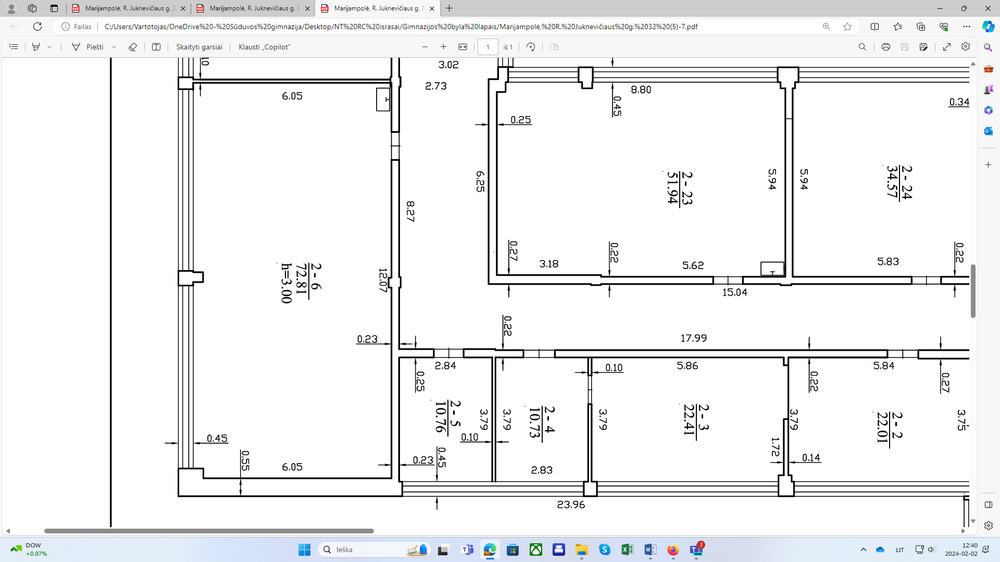 Marijampolė, R. Juknevičiaus g. 3
Marijampolė, R. Juknevičiaus g. 3
Marijampolė, R. Juknevičiaus g. 3
Failas
C:/Users/Vartotojas/OneDrive%20-%20Sūduvos%20gimnazija/Desktop/NT%20RC%20israsai/Gimnazijos%20byla%20lapais/Marijampolė,%20R.%20Juknevičiaus%20g.%2032%20(5)-7.pdf
Piešti
Skaityti garsiai
Klausti „Copilot“
1
iš 1
3.02
2.73
6.05
8.80
0.45
0.34
0.25
6.25
2 - 23
51.94
5.94
5.94
2 - 24
34.57
8.27
0.27
3.18
0.22
5.62
5.83
0.22
15.04
2 - 6
72.81
h=3.00
12.07
0.23
0.22
17.99
2.84
0.25
0.10
5.86
5.84
0.22
0.27
2 - 5
10.76
3.79
3.79
2 - 4
10.73
3.79
2 - 3
22.41
3.79
2 - 2
22.01
3.75
0.45
0.10
1.72
0.55
6.05
0.23
0.45
2.83
0.14
23.96
DOW
+0.97%
Ieška
3
NEW
LIT
12:40
2024-02-02